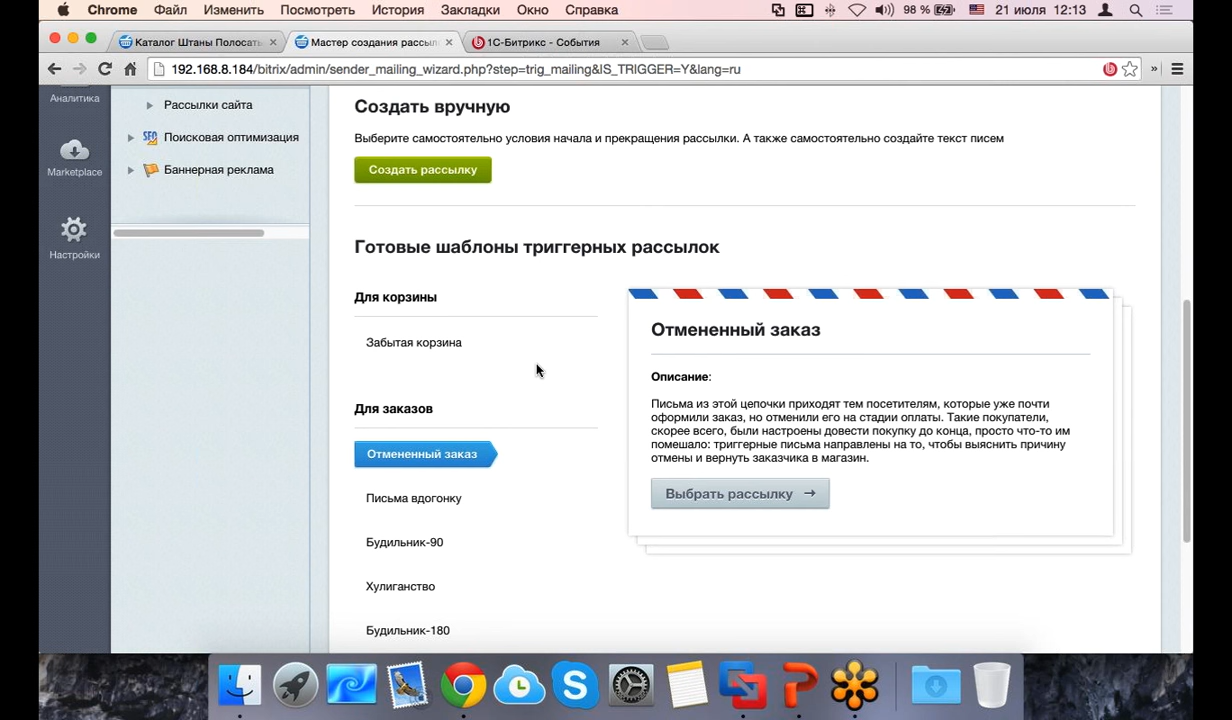 Chrome Файл Изменить Посмотреть История Закладки Окно Справка 98 % 21 июля 12:13
Каталог Штаны Полосаты Мастер создания рассыл 1С-Битрикс - События
192.168.8.184/bitrix/admin/sender_mailing_wizard.php?step=trig_mailing&IS_TRIGGER=Y&lang=ru
Аналитика
Marketplace
Настройки
Рассылки сайта
SEO Поисковая оптимизация
Баннерная реклама
Создать вручную
Выберите самостоятельно условия начала и прекращения рассылки. А также самостоятельно создайте текст писем
Создать рассылку
Готовые шаблоны триггерных рассылок
Для корзины
Забытая корзина
Для заказов
Отмененный заказ
Письма вдогонку
Будильник-90
Хулиганство
Будильник-180
Отмененный заказ
Описание:
Письма из этой цепочки приходят тем посетителям, которые уже почти
оформили заказ, но отменили его на стадии оплаты. Такие покупатели,
скорее всего, были настроены довести покупку до конца, просто что-то им
помешало: триггерные письма направлены на то, чтобы выяснить причину
отмены и вернуть заказчика в магазин.
Выбрать рассылку →